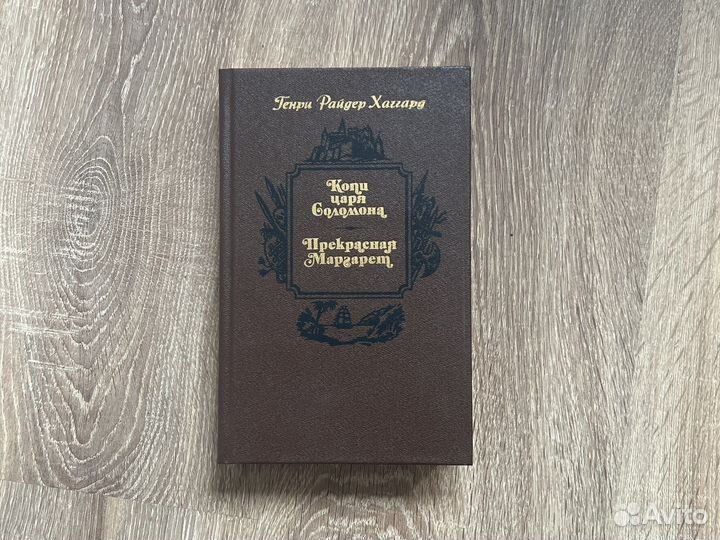 Генри Райдер Хаггард
Копи
царя
Соломона
Прекрасная
Маргарет
Avito